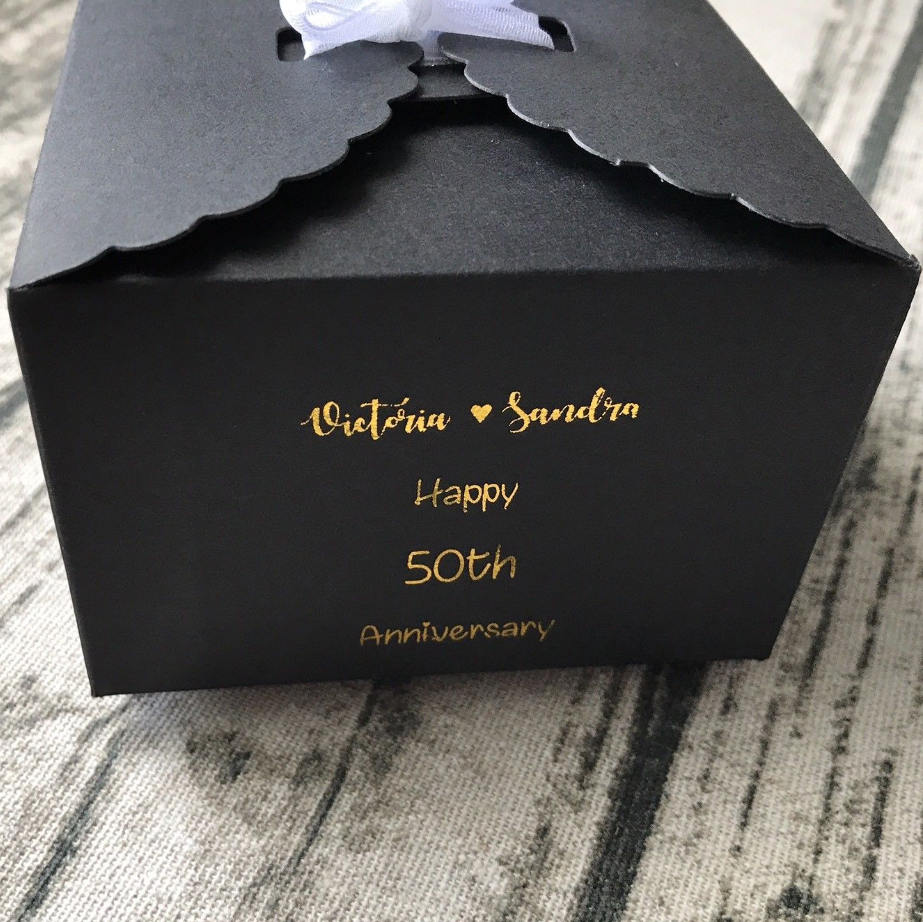 Victória ♥ Sandra
Happy
50th
Anniversary